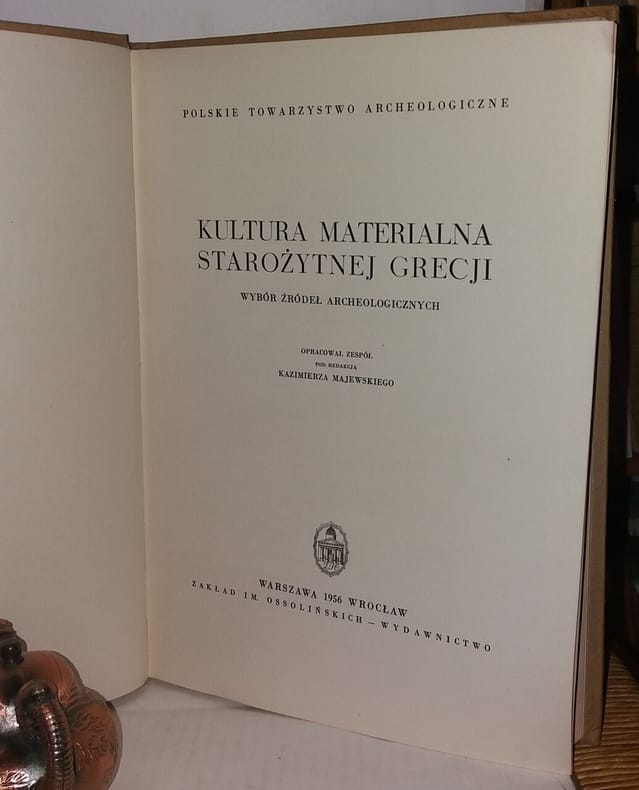 POLSKIE TOWARZYSTWO ARCHEOLOGICZNE
KULTURA MATERIALNA
STAROŻYTNEJ GRECJI
WYBÓR ŹRÓDEŁ ARCHEOLOGICZNYCH
OPRACOWAŁ ZESPÓŁ
POD REDAKCJĄ
KAZIMIERZA MAJEWSKIEGO
WARSZAWA 1956 WROCŁAW
ZAKŁAD IM. OSSOLIŃSKICH – WYDAWNICTWO